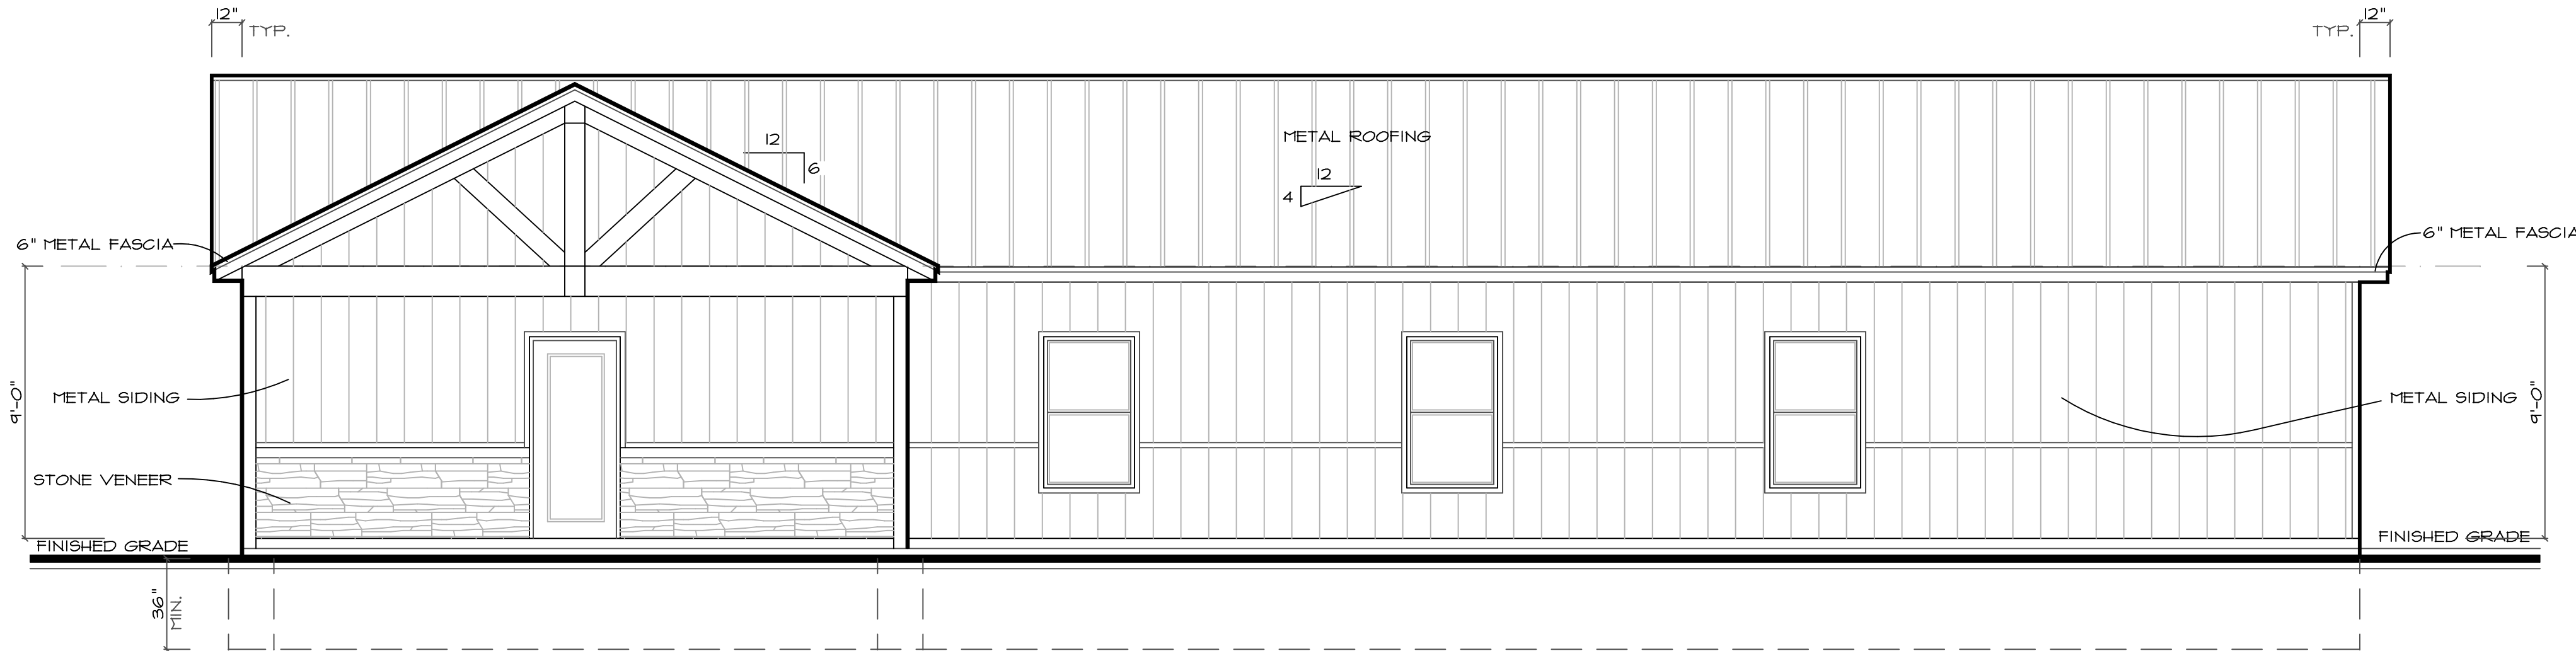 12"
TYP.
12"
TYP.
METAL ROOFING
12
6
12
4
6" METAL FASCIA
6" METAL FASCIA
9'-0"
METAL SIDING
METAL SIDING
9'-0"
STONE VENEER
FINISHED GRADE
FINISHED GRADE
36"
MIN.